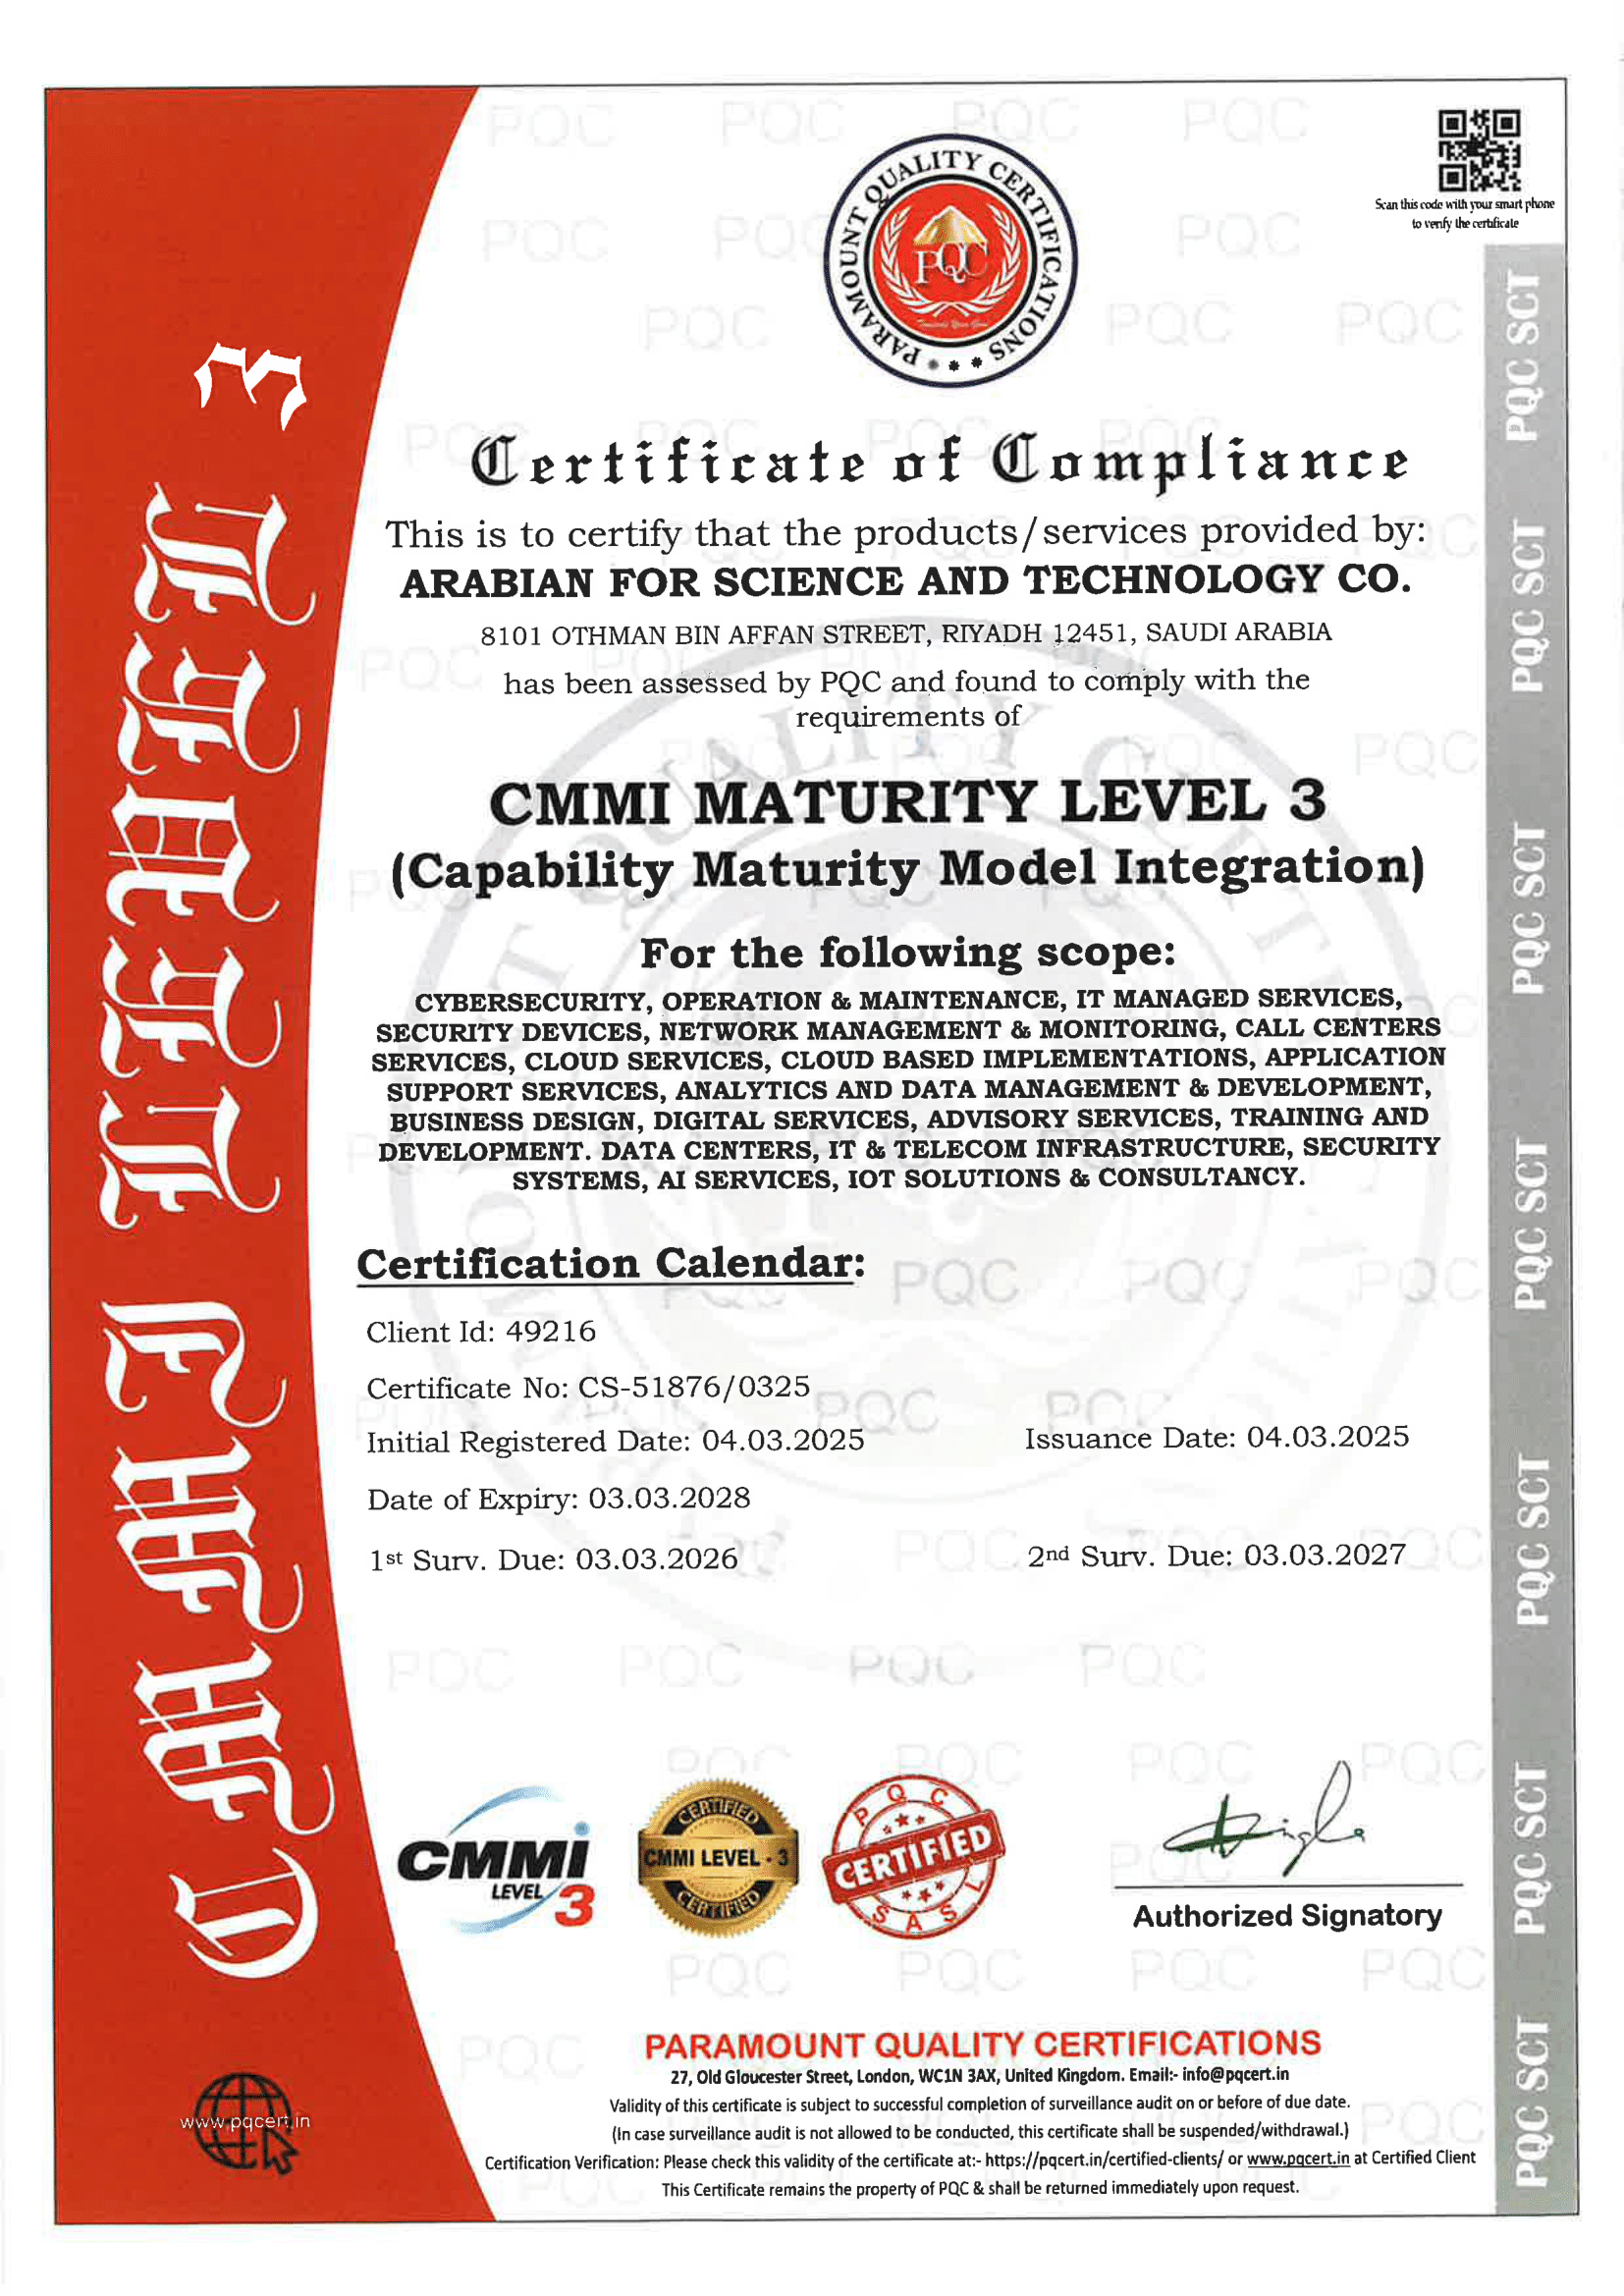 Scan this code with your smart phone
to verify the certificate
PARAMOUNT QUALITY CERTIFICATIONS
PQC
Certificate of Compliance
This is to certify that the products/services provided by:
ARABIAN FOR SCIENCE AND TECHNOLOGY CO.
8101 OTHMAN BIN AFFAN STREET, RIYADH 12451, SAUDI ARABIA
has been assessed by PQC and found to comply with the
requirements of
CMMI MATURITY LEVEL 3
(Capability Maturity Model Integration)
For the following scope:
CYBERSECURITY, OPERATION & MAINTENANCE, IT MANAGED SERVICES,
SECURITY DEVICES, NETWORK MANAGEMENT & MONITORING, CALL CENTERS
SERVICES, CLOUD SERVICES, CLOUD BASED IMPLEMENTATIONS, APPLICATION
SUPPORT SERVICES, ANALYTICS AND DATA MANAGEMENT & DEVELOPMENT,
BUSINESS DESIGN, DIGITAL SERVICES, ADVISORY SERVICES, TRAINING AND
DEVELOPMENT. DATA CENTERS, IT & TELECOM INFRASTRUCTURE, SECURITY
SYSTEMS, AI SERVICES, IOT SOLUTIONS & CONSULTANCY.
Certification Calendar:
Client Id: 49216
Certificate No: CS-51876/0325
Initial Registered Date: 04.03.2025
Issuance Date: 04.03.2025
Date of Expiry: 03.03.2028
1st Surv. Due: 03.03.2026
2nd Surv. Due: 03.03.2027
CMMI LEVEL 3
CMMi
LEVEL 3
CERTIFIED
CMMI LEVEL - 3
CERTIFIED
PQC
CERTIFIED
SASL
Authorized Signatory
PARAMOUNT QUALITY CERTIFICATIONS
27, Old Gloucester Street, London, WC1N 3AX, United Kingdom. Email:- info@pqcert.in
Validity of this certificate is subject to successful completion of surveillance audit on or before of due date.
(In case surveillance audit is not allowed to be conducted, this certificate shall be suspended/withdrawal.)
Certification Verification: Please check this validity of the certificate at:- https://pqcert.in/certified-clients/ or www.pqcert.in at Certified Client
This Certificate remains the property of PQC & shall be returned immediately upon request.
www.pqcert.in
PQC SCT
PQC SCT
PQC SCT
PQC SCT
PQC SCT
PQC SCT
PQC SCT